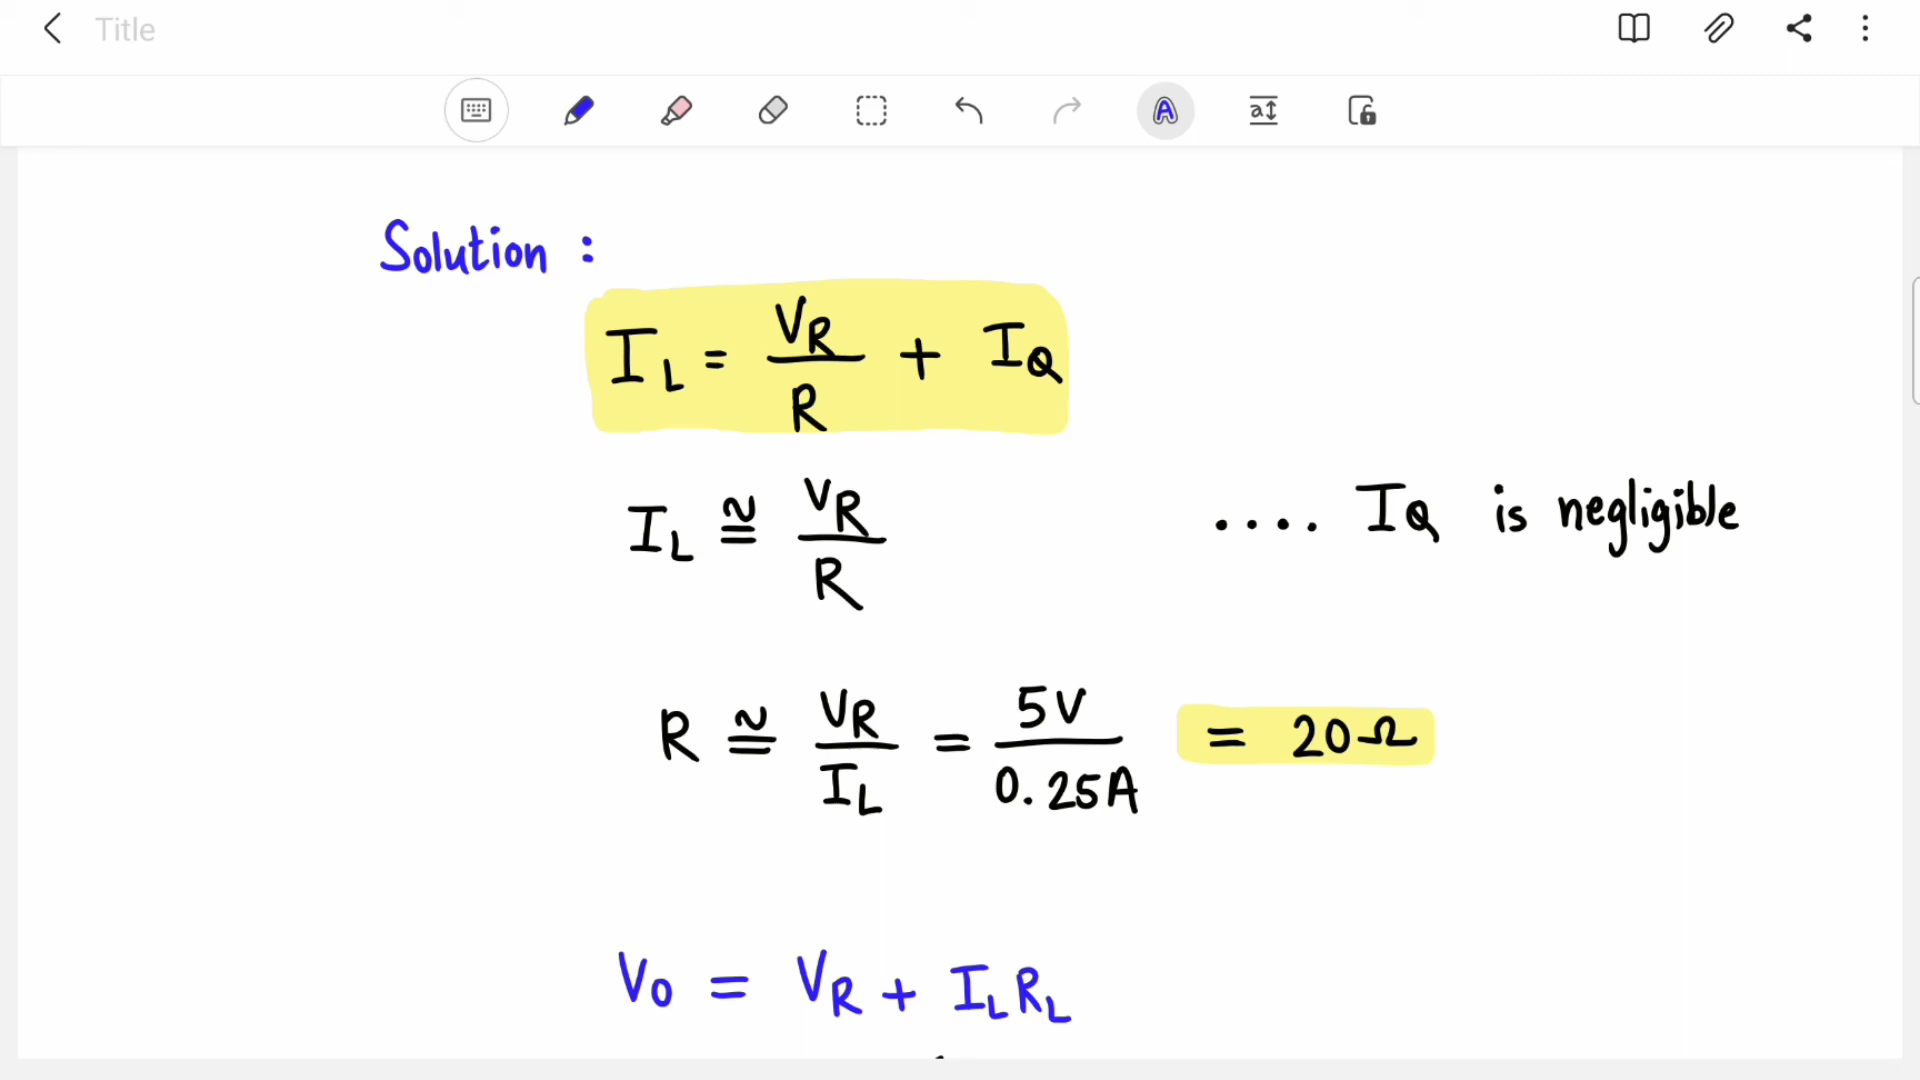 Title
Solution :
I_L = V_R / R + I_Q
I_L ≅ V_R / R .... I_Q is negligible
R ≅ V_R / I_L = 5V / 0.25A = 20Ω
V_O = V_R + I_L R_L